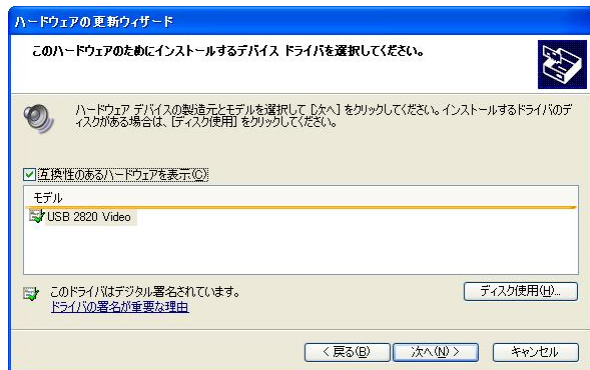 ハードウェアの更新ウィザード
このハードウェアのためにインストールするデバイス ドライバを選択してください。
ハードウェア デバイスの製造元とモデルを選択して [次へ] をクリックしてください。インストールするドライバのデ
ィスクがある場合は、[ディスク使用] をクリックしてください。
互換性のあるハードウェアを表示(C)
モデル
USB 2820 Video
このドライバはデジタル署名されています。
ドライバの署名が重要な理由
ディスク使用(H)...
< 戻る(B)
次へ(N) >
キャンセル